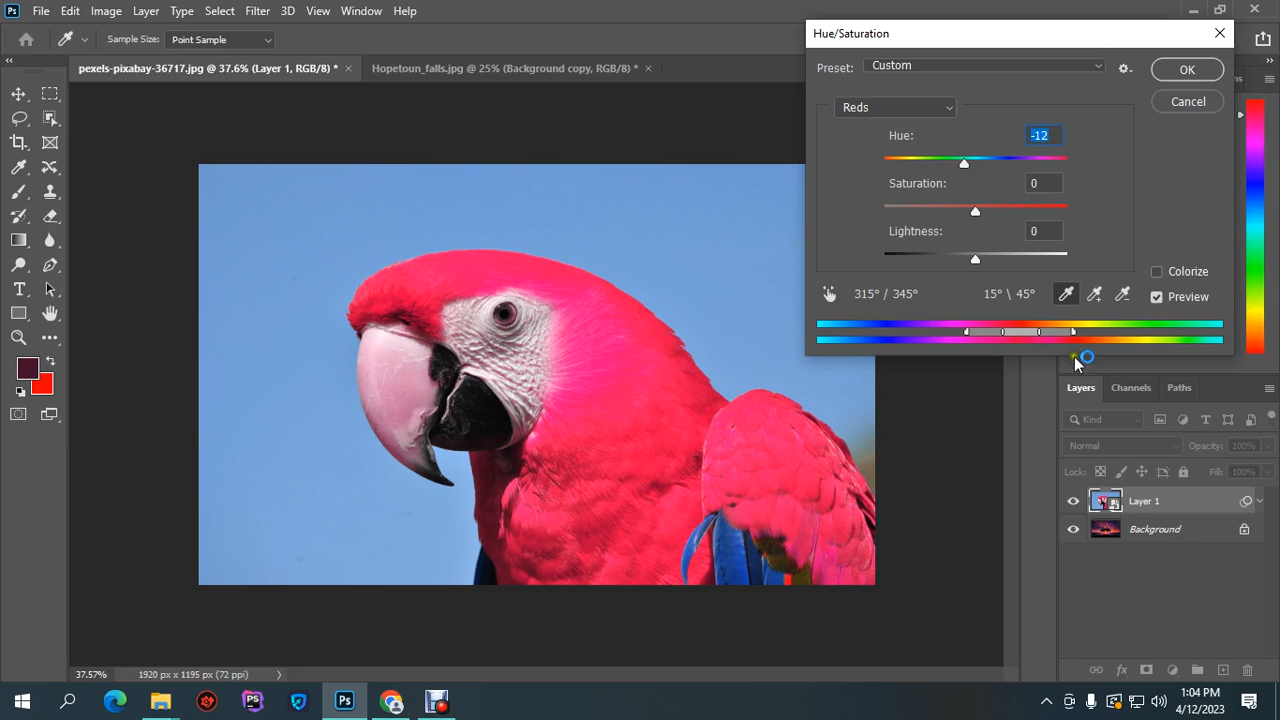 Ps File Edit Image Layer Type Select Filter 3D View Window Help
Sample Size: Point Sample
pexels-pixabay-36717.jpg @ 37.6% (Layer 1, RGB/8) * Hopetoun_falls.jpg @ 25% (Background copy, RGB/8) *
Hue/Saturation
Preset: Custom
OK
Reds
Cancel
Hue: -12
Saturation: 0
Lightness: 0
Colorize
315° / 345° 15° \ 45°
Preview
Layers Channels Paths
Kind
Normal Opacity: 100%
Lock: Fill: 100%
Layer 1
Background
37.57% 1920 px x 1195 px (72 ppi)
PS Ps
1:04 PM
4/12/2023